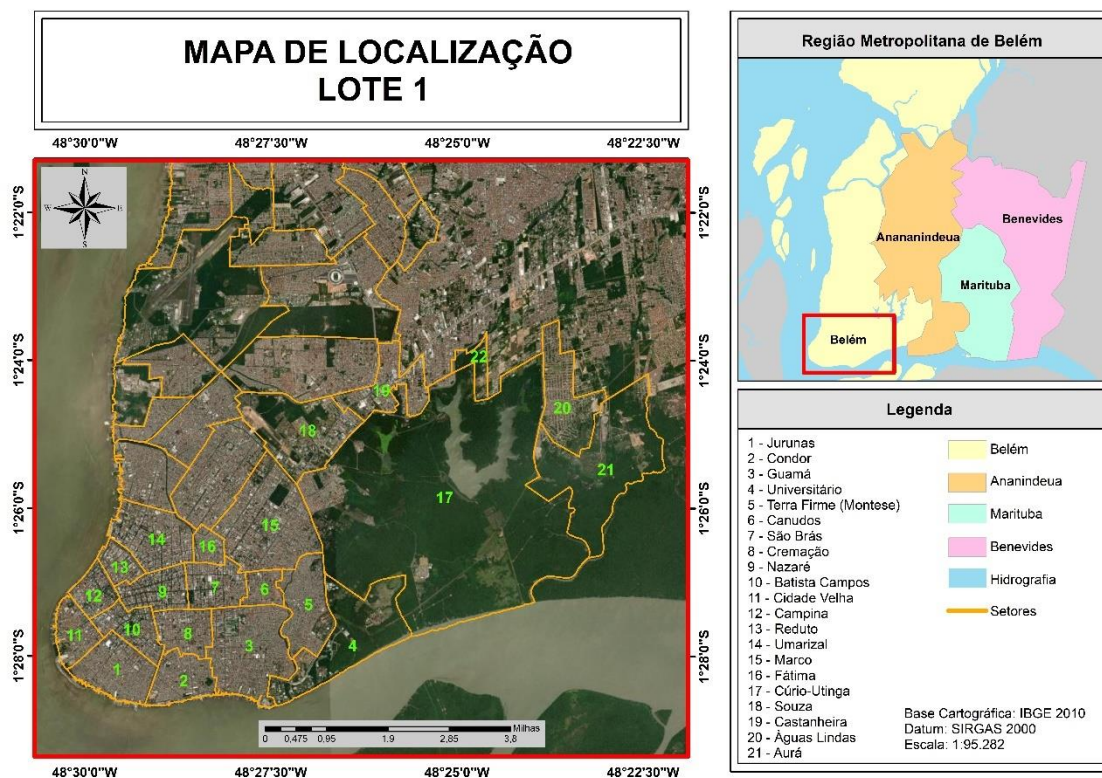 MAPA DE LOCALIZAÇÃO
LOTE 1
48°30'0"W 48°27'30"W 48°25'0"W 48°22'30"W
1°22'0"S
1°24'0"S
1°26'0"S
1°28'0"S
N
W E
S
22
19
20
18
21
17
15
14
16
13
9
7
6
12
5
11
10
8
3
4
1
2
Milhas
0 0,475 0,95 1,9 2,85 3,8
1°22'0"S
1°24'0"S
1°26'0"S
1°28'0"S
48°30'0"W 48°27'30"W 48°25'0"W 48°22'30"W
Região Metropolitana de Belém
Benevides
Anananindeua
Marituba
Belém
Legenda
1 - Jurunas
2 - Condor
3 - Guamá
4 - Universitário
5 - Terra Firme (Montese)
6 - Canudos
7 - São Brás
8 - Cremação
9 - Nazaré
10 - Batista Campos
11 - Cidade Velha
12 - Campina
13 - Reduto
14 - Umarizal
15 - Marco
16 - Fátima
17 - Cúrio-Utinga
18 - Souza
19 - Castanheira
20 - Águas Lindas
21 - Aurá
Belém
Ananindeua
Marituba
Benevides
Hidrografia
Setores
Base Cartográfica: IBGE 2010
Datum: SIRGAS 2000
Escala: 1:95.282